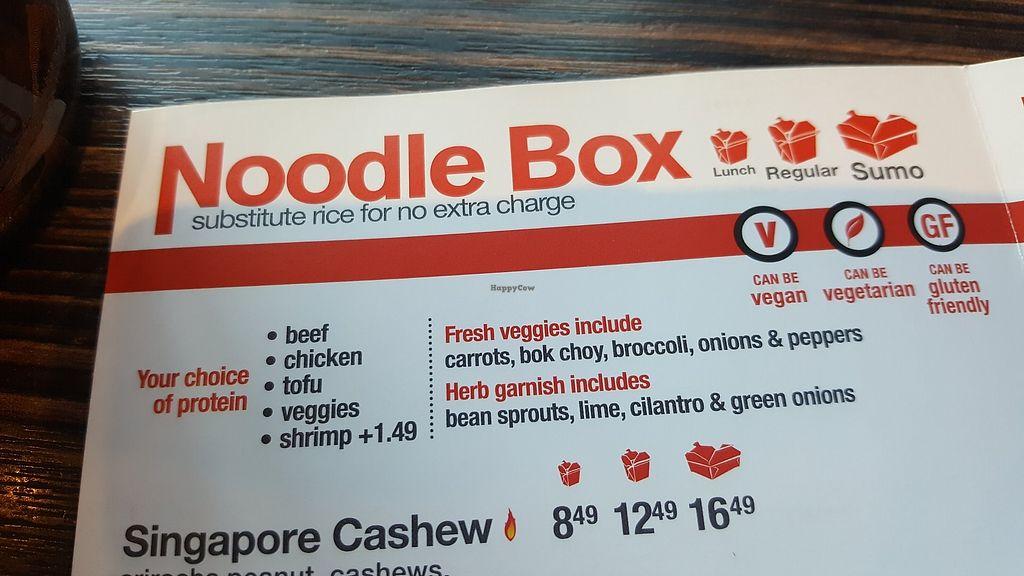 Noodle Box
substitute rice for no extra charge
Lunch Regular Sumo
V GF
CAN BE vegan
CAN BE vegetarian
CAN BE gluten friendly
HappyCow
Your choice of protein
• beef
• chicken
• tofu
• veggies
• shrimp +1.49
Fresh veggies include
carrots, bok choy, broccoli, onions & peppers
Herb garnish includes
bean sprouts, lime, cilantro & green onions
Singapore Cashew 849 1249 1649
sriracha peanut, cashews,